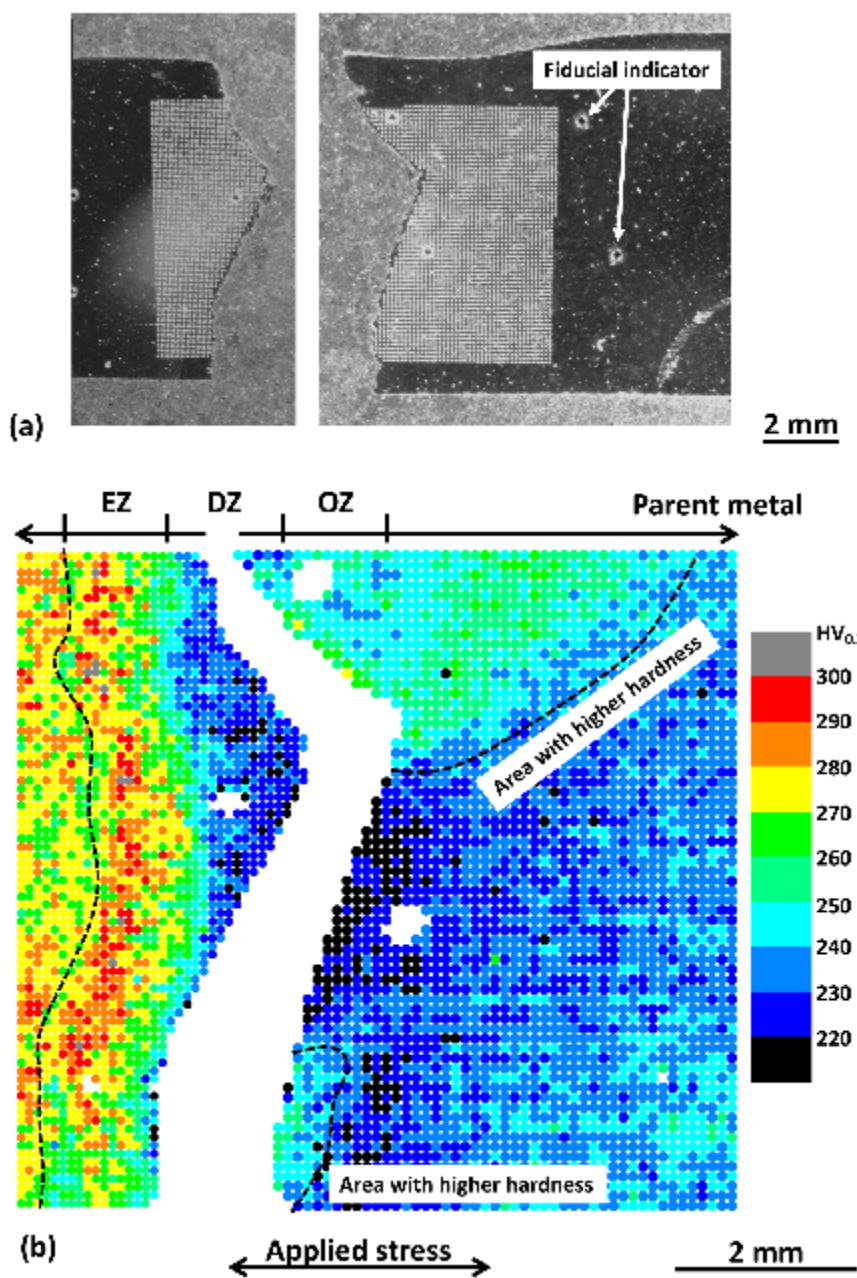 Fiducial indicator
(a)
2 mm
EZ DZ OZ Parent metal
HV0.
300
290
280
270
260
250
240
230
220
Area with higher hardness
Area with higher hardness
(b)
Applied stress
2 mm